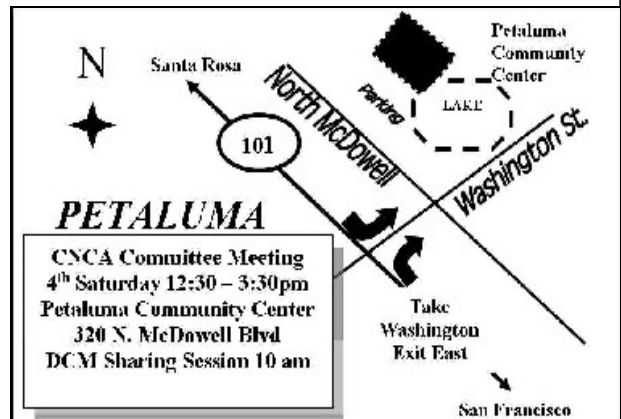 N
Santa Rosa
101
North McDowell
Parking
Petaluma
Community
Center
LAKE
Washington St.
PETALUMA
CNCA Committee Meeting
4th Saturday 12:30 – 3:30pm
Petaluma Community Center
320 N. McDowell Blvd
DCM Sharing Session 10 am
Take
Washington
Exit East
San Francisco